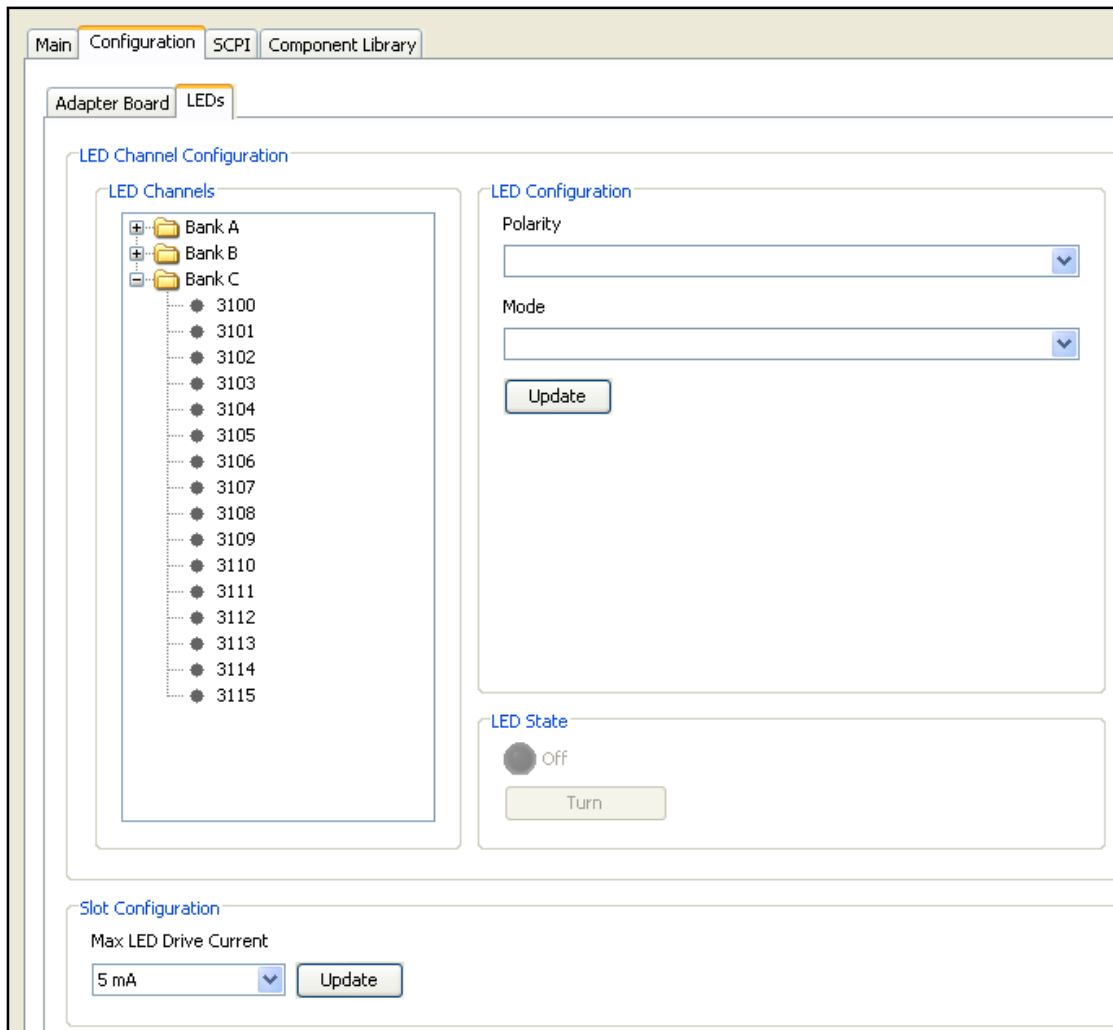 Main Configuration SCPI Component Library
Adapter Board LEDs
LED Channel Configuration
LED Channels
Bank A
Bank B
Bank C
3100
3101
3102
3103
3104
3105
3106
3107
3108
3109
3110
3111
3112
3113
3114
3115
LED Configuration
Polarity
Mode
Update
LED State
Off
Turn
Slot Configuration
Max LED Drive Current
5 mA Update